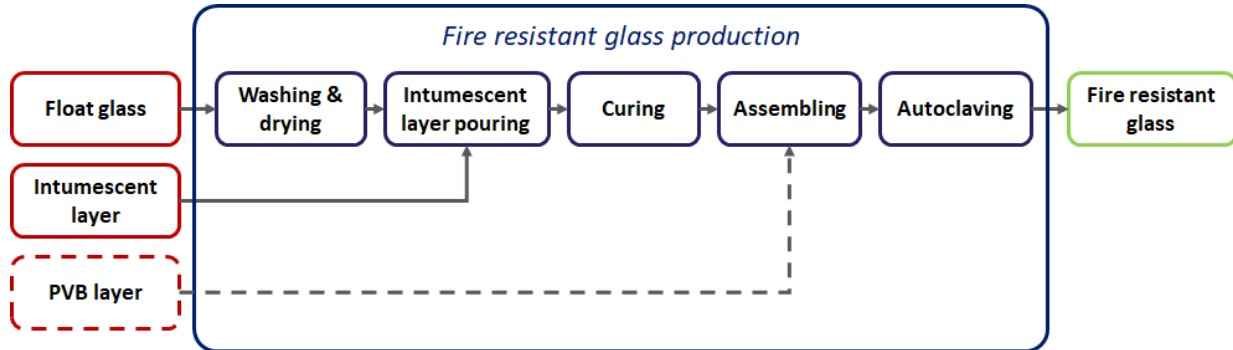 Fire resistant glass production
Float glass
Washing &
drying
Intumescent
layer pouring
Curing
Assembling
Autoclaving
Fire resistant
glass
Intumescent
layer
PVB layer